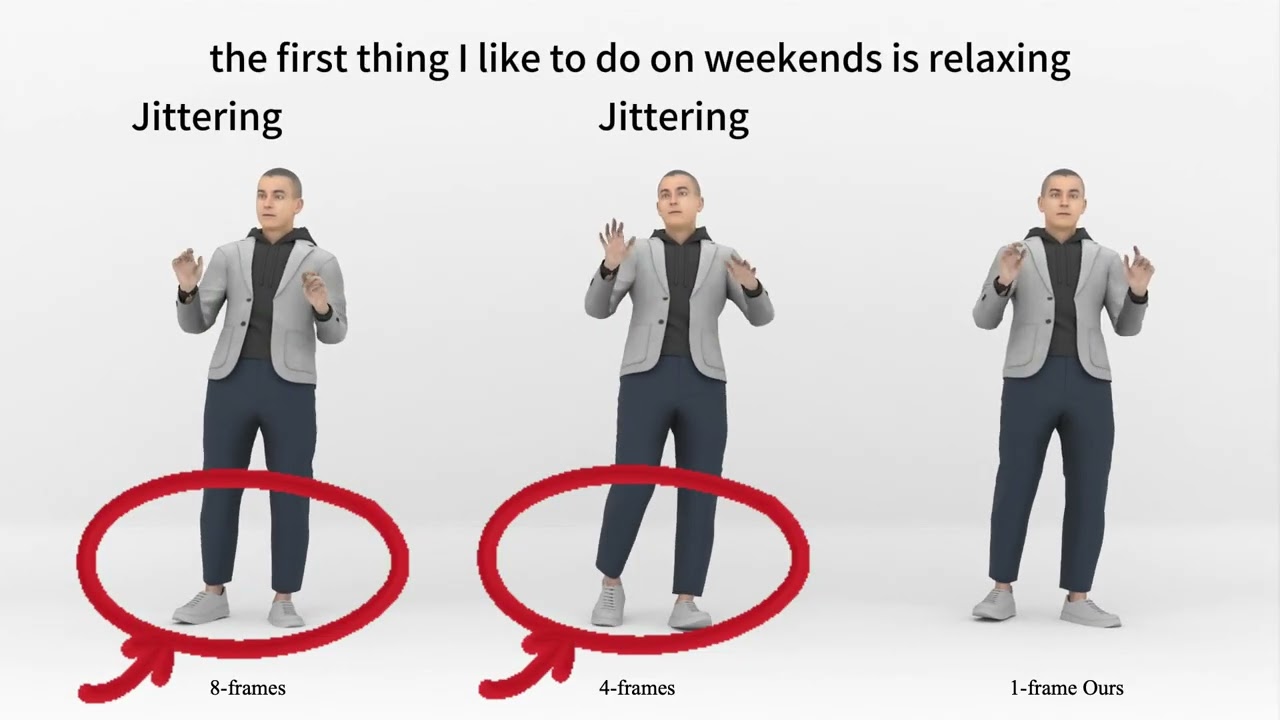 the first thing I like to do on weekends is relaxing
Jittering Jittering
8-frames 4-frames 1-frame Ours